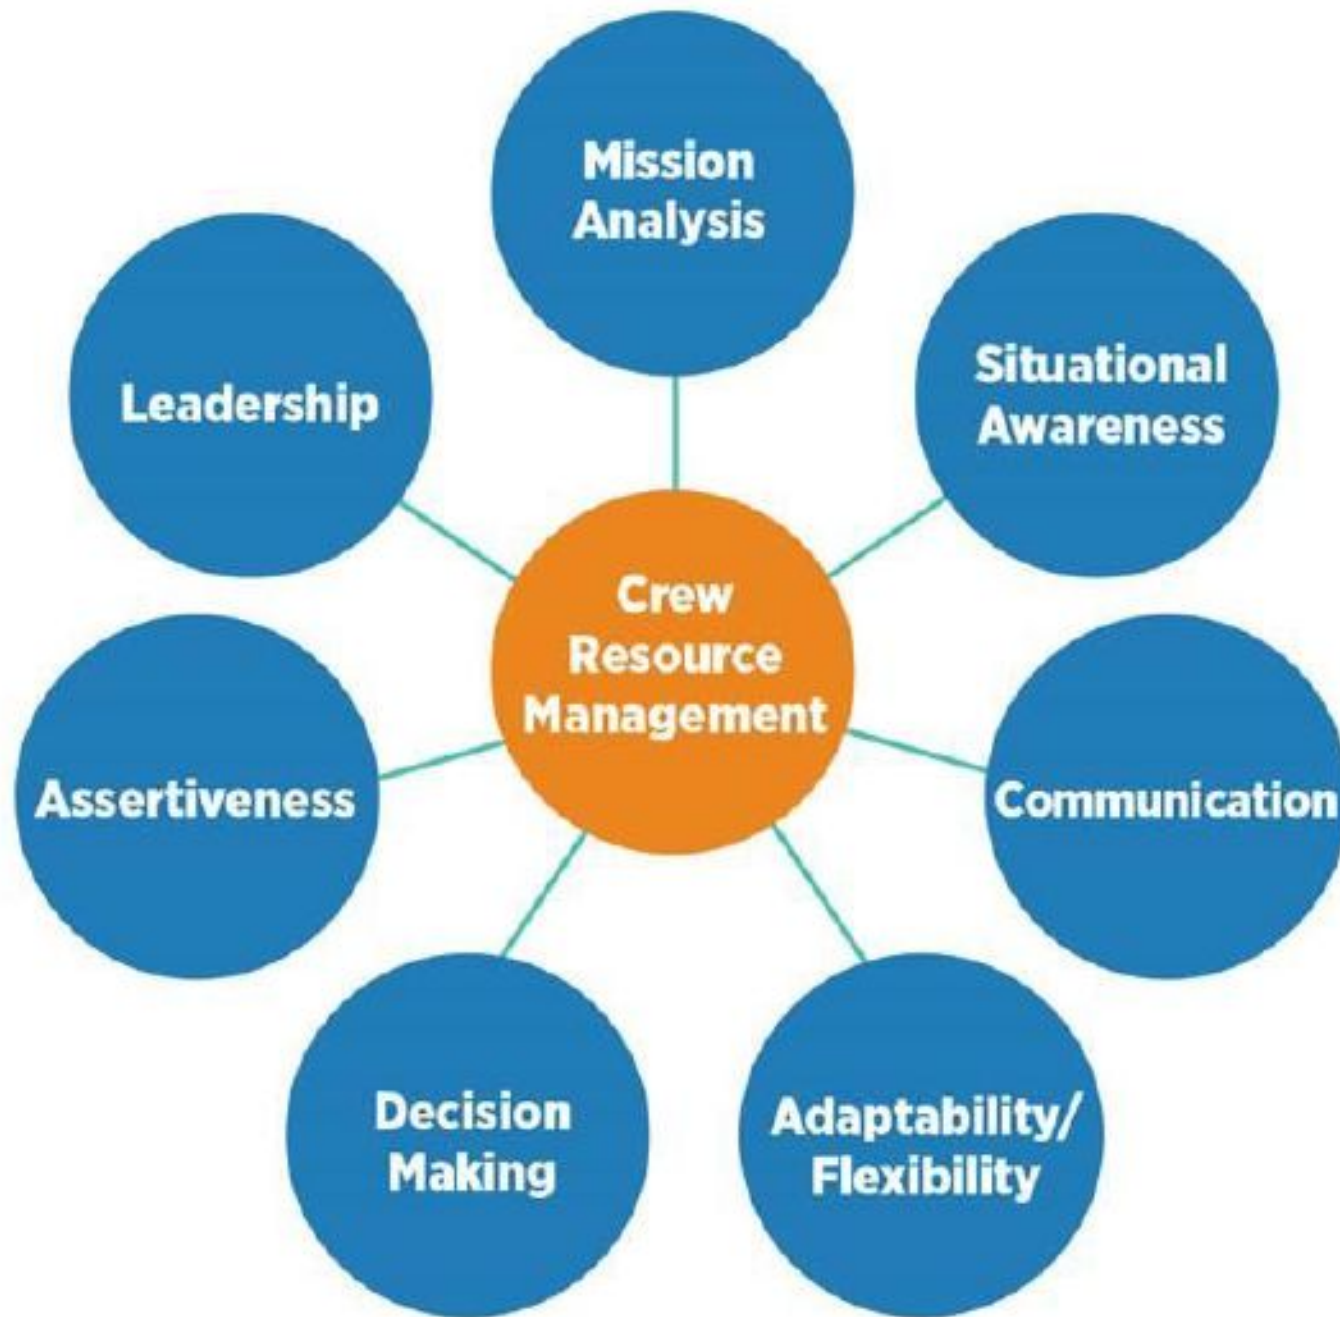 Mission
Analysis
Situational
Awareness
Communication
Adaptability/
Flexibility
Decision
Making
Assertiveness
Leadership
Crew
Resource
Management